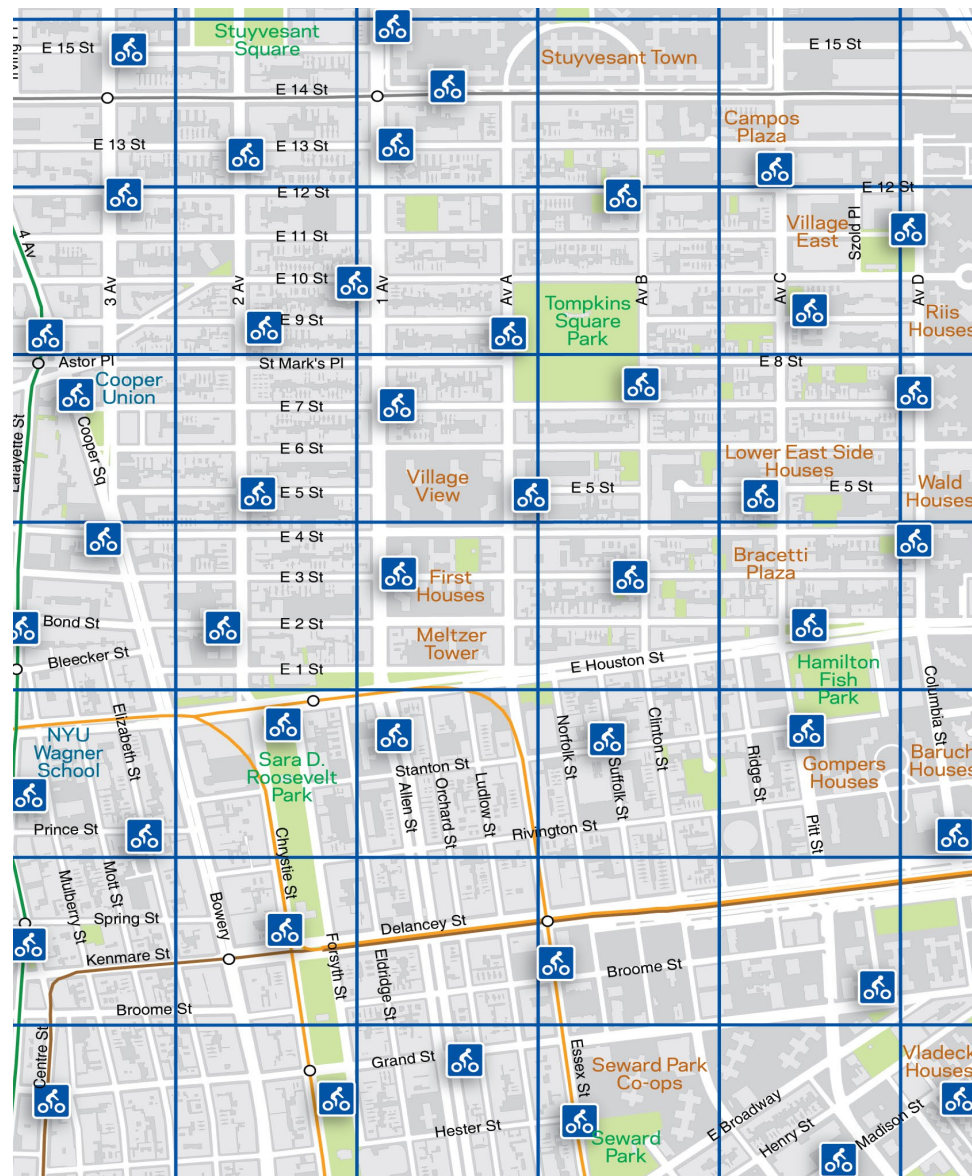 Irving Pl
E 15 St
Stuyvesant
Square
Stuyvesant Town
E 15 St
E 14 St
Campos
Plaza
E 13 St
E 13 St
E 12 St
E 12 St
E 11 St
Village
East
Szold Pl
4 Av
3 Av
2 Av
E 10 St
1 Av
Av A
Av B
Av C
Av D
Tompkins
Square
Park
Riis
Houses
E 9 St
Astor Pl
St Mark's Pl
E 8 St
Cooper
Union
E 7 St
Lafayette St
Cooper Sq
E 6 St
Village
View
Lower East Side
Houses
E 5 St
E 5 St
E 5 St
Wald
Houses
E 4 St
Bracetti
Plaza
E 3 St
First
Houses
Bond St
E 2 St
Meltzer
Tower
Bleecker St
E 1 St
E Houston St
Hamilton
Fish
Park
Columbia St
Elizabeth St
NYU
Wagner
School
Sara D.
Roosevelt
Park
Stanton St
Allen St
Orchard St
Ludlow St
Norfolk St
Suffolk St
Clinton St
Ridge St
Gompers
Houses
Baruch
Houses
Prince St
Rivington St
Pitt St
Chrystie St
Mulberry St
Mott St
Spring St
Bowery
Delancey St
Kenmare St
Forsyth St
Eldridge St
Broome St
Broome St
Centre St
Grand St
Essex St
Seward Park
Co-ops
Vladeck
Houses
Hester St
Seward
Park
E Broadway
Henry St
Madison St